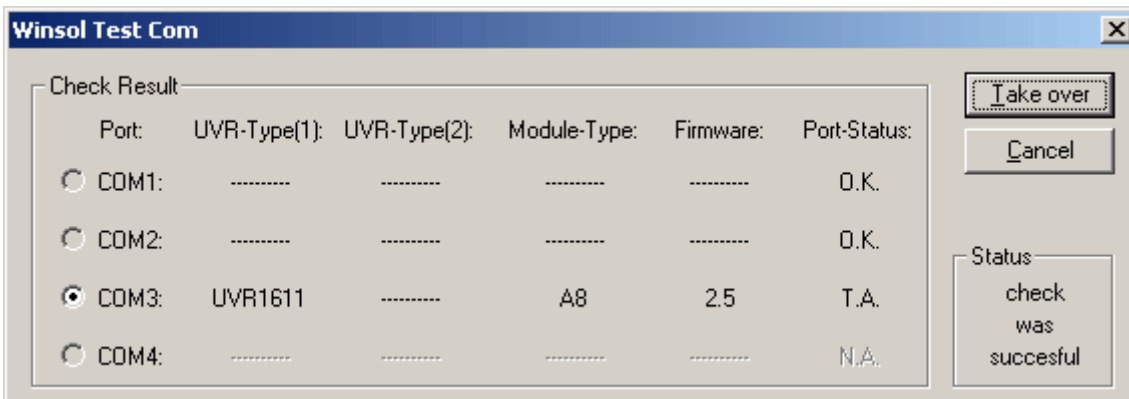 Winsol Test Com
Check Result
Port: UVR-Type(1): UVR-Type(2): Module-Type: Firmware: Port-Status:
COM1: ---------- ---------- ---------- ---------- O.K.
COM2: ---------- ---------- ---------- ---------- O.K.
COM3: UVR1611 ---------- A8 2.5 T.A.
COM4: ---------- ---------- ---------- ---------- N.A.
Take over
Cancel
Status
check
was
succesful